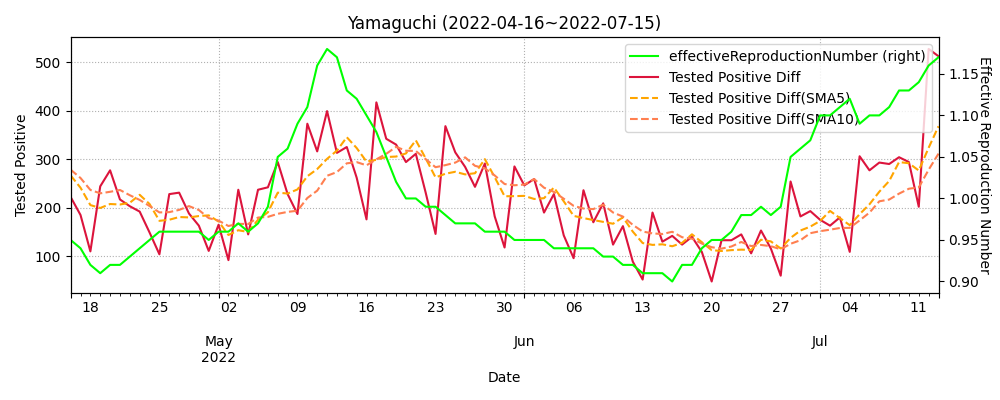 Yamaguchi (2022-04-16~2022-07-15)
effectiveReproductionNumber (right)
Tested Positive Diff
Tested Positive Diff(SMA5)
Tested Positive Diff(SMA10)
Tested Positive
500
400
300
200
100
Effective Reproduction Number
1.15
1.10
1.05
1.00
0.95
0.90
18 25 02 09 16 23 30 06 13 20 27 04 11
May Jun Jul
2022
Date